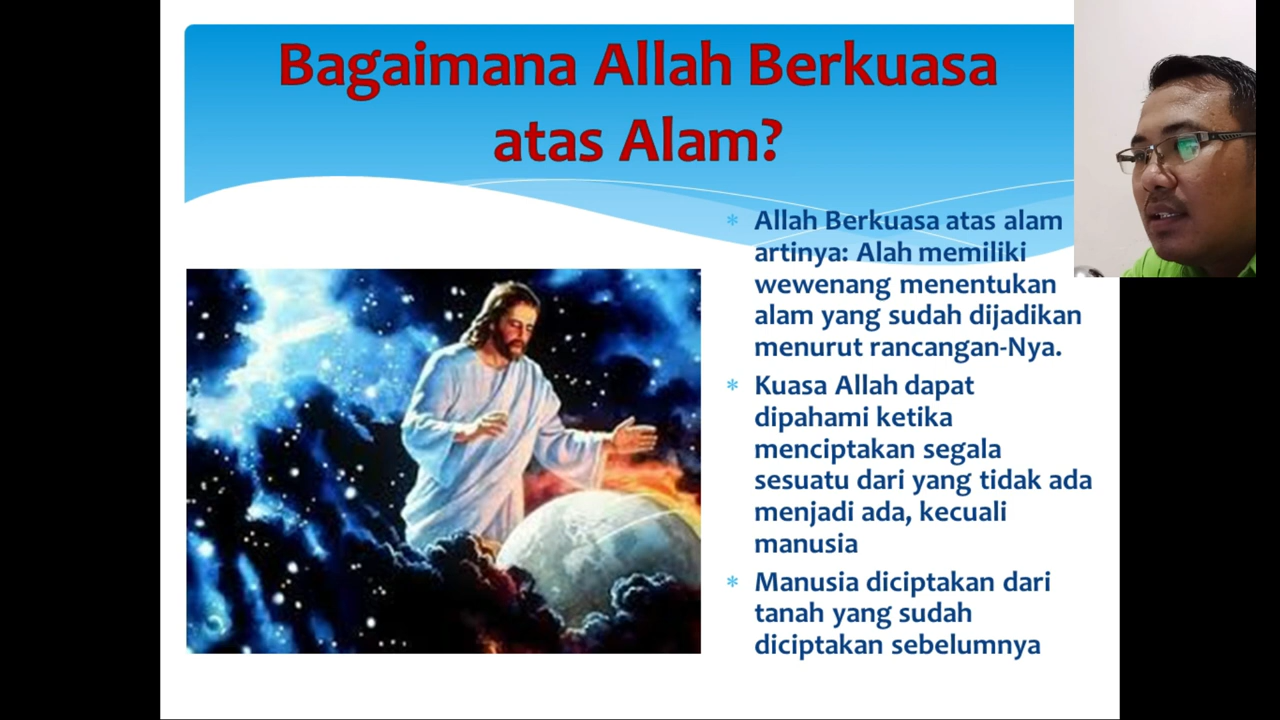 Bagaimana Allah Berkuasa
atas Alam?
* Allah Berkuasa atas alam
artinya: Alah memiliki
wewenang menentukan
alam yang sudah dijadikan
menurut rancangan-Nya.
* Kuasa Allah dapat
dipahami ketika
menciptakan segala
sesuatu dari yang tidak ada
menjadi ada, kecuali
manusia
* Manusia diciptakan dari
tanah yang sudah
diciptakan sebelumnya